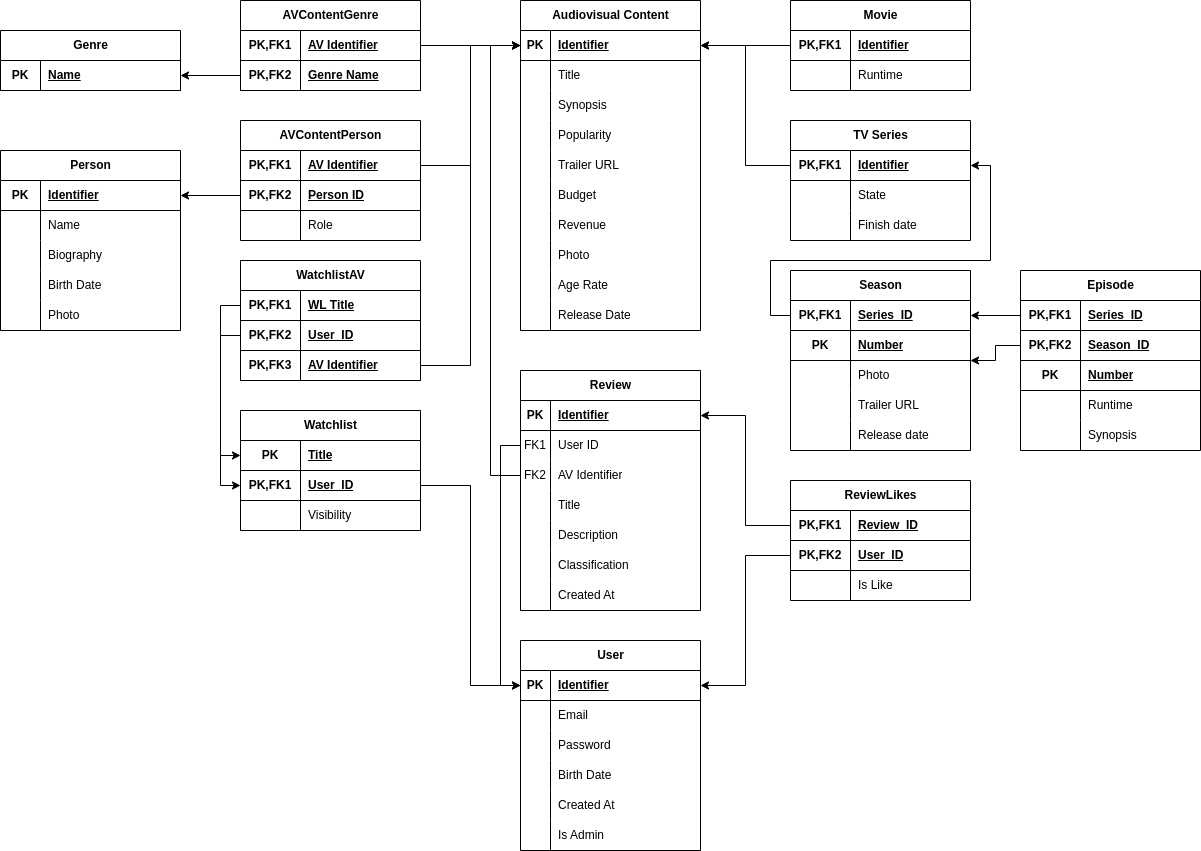 Genre
PK Name
Person
PK Identifier
Name
Biography
Birth Date
Photo
AVContentGenre
PK,FK1 AV Identifier
PK,FK2 Genre Name
AVContentPerson
PK,FK1 AV Identifier
PK,FK2 Person ID
Role
WatchlistAV
PK,FK1 WL Title
PK,FK2 User_ID
PK,FK3 AV Identifier
Watchlist
PK Title
PK,FK1 User_ID
Visibility
Audiovisual Content
PK Identifier
Title
Synopsis
Popularity
Trailer URL
Budget
Revenue
Photo
Age Rate
Release Date
Review
PK Identifier
FK1 User ID
FK2 AV Identifier
Title
Description
Classification
Created At
User
PK Identifier
Email
Password
Birth Date
Created At
Is Admin
Movie
PK,FK1 Identifier
Runtime
TV Series
PK,FK1 Identifier
State
Finish date
Season
PK,FK1 Series_ID
PK Number
Photo
Trailer URL
Release date
ReviewLikes
PK,FK1 Review_ID
PK,FK2 User_ID
Is Like
Episode
PK,FK1 Series_ID
PK,FK2 Season_ID
PK Number
Runtime
Synopsis